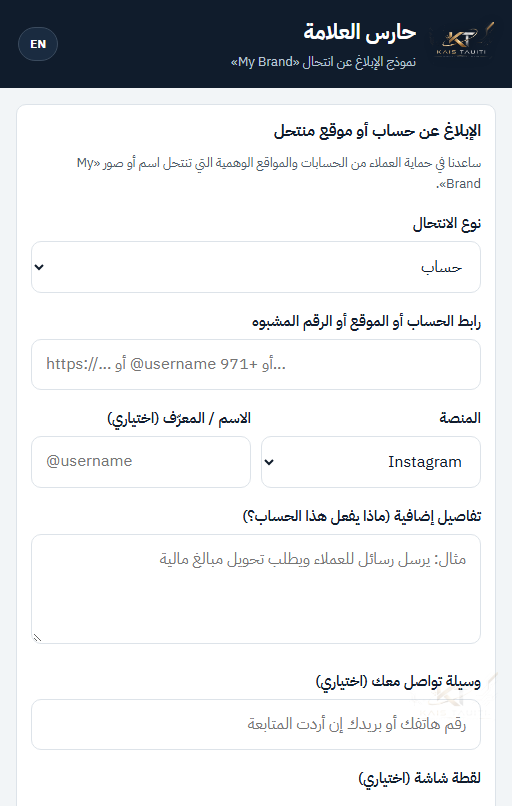 حارس العلامة
نموذج الإبلاغ عن انتحال «My Brand»
KT
KAIS TAUITI
EN
الإبلاغ عن حساب أو موقع منتحل
ساعدنا في حماية العملاء من الحسابات والمواقع الوهمية التي تنتحل اسم أو صور «My
Brand».
نوع الانتحال
حساب
رابط الحساب أو الموقع أو الرقم المشبوه
https://... أو @username أو +971...
المنصة
الاسم / المعرّف (اختياري)
Instagram
@username
تفاصيل إضافية (ماذا يفعل هذا الحساب؟)
مثال: يرسل رسائل للعملاء ويطلب تحويل مبالغ مالية
وسيلة تواصل معك (اختياري)
رقم هاتفك أو بريدك إن أردت المتابعة
لقطة شاشة (اختياري)